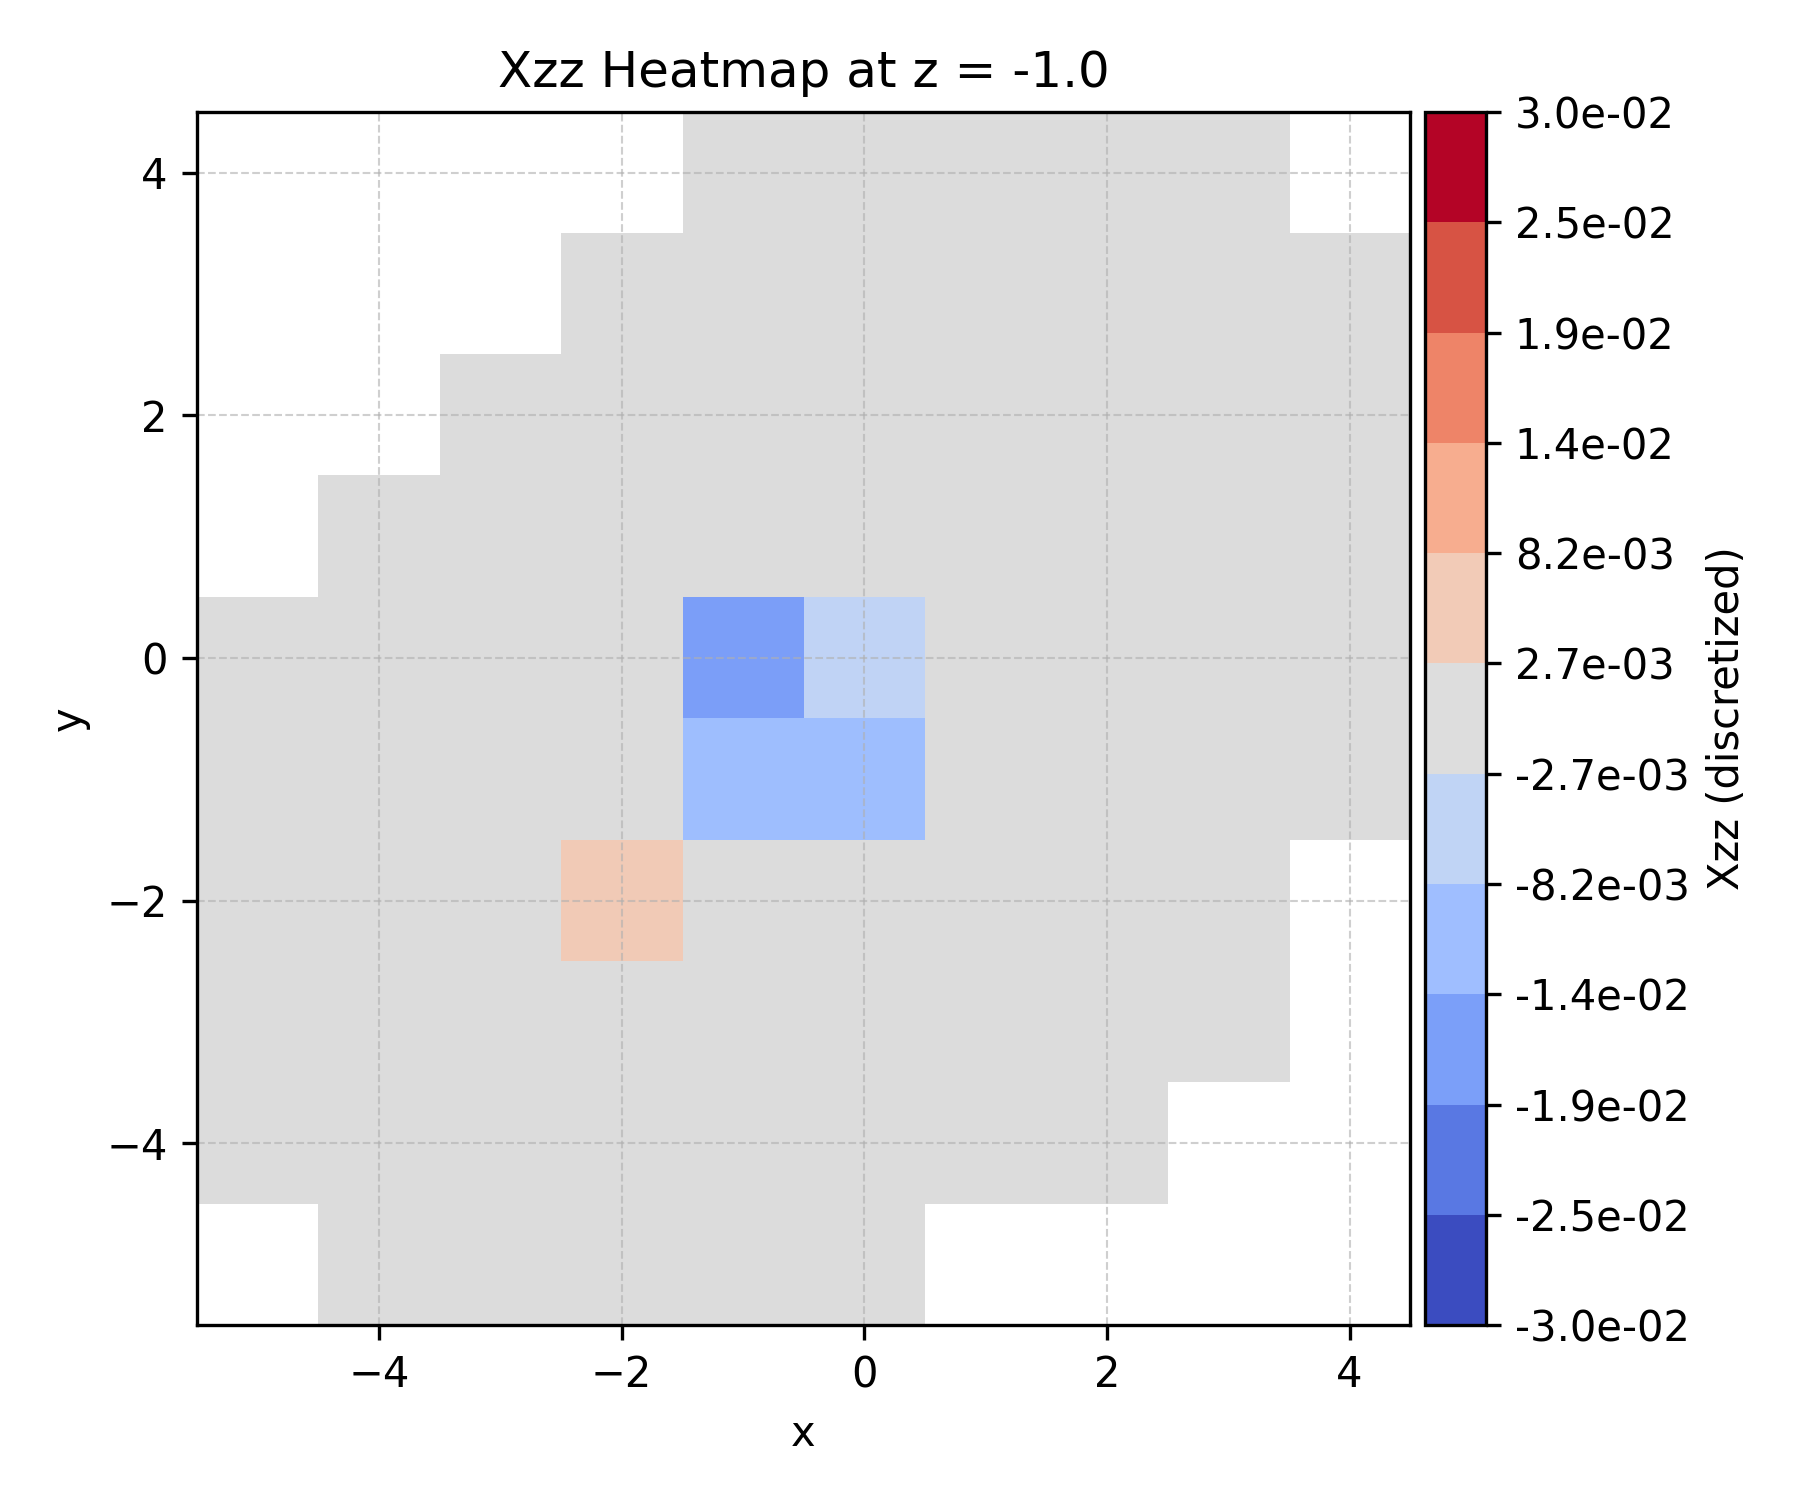 Xzz Heatmap at z = -1.0
4
2
0
−2
−4
y
−4
−2
0
2
4
x
3.0e-02
2.5e-02
1.9e-02
1.4e-02
8.2e-03
2.7e-03
-2.7e-03
-8.2e-03
-1.4e-02
-1.9e-02
-2.5e-02
-3.0e-02
Xzz (discretized)